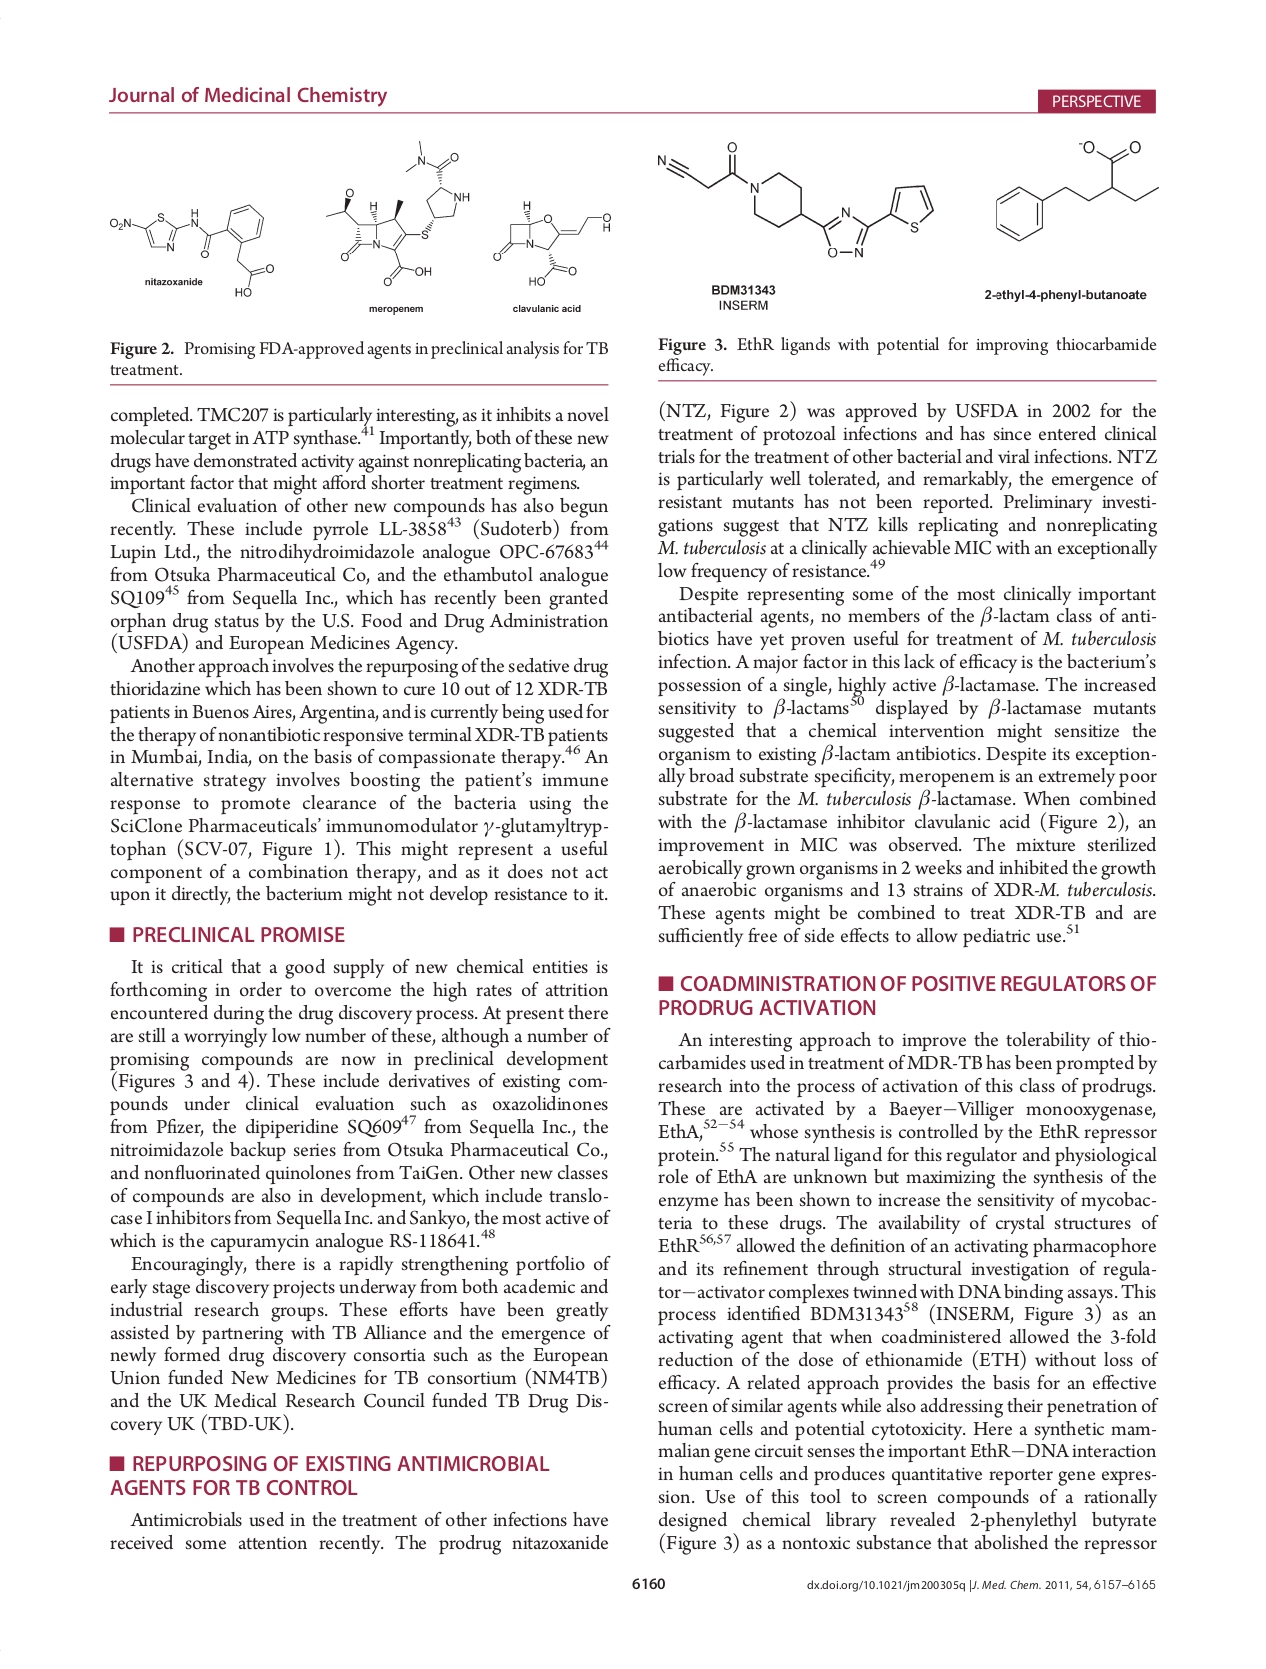 Journal of Medicinal Chemistry
PERSPECTIVE
O2N
S
N
H
N
O
O
HO
nitazoxanide
N
O
NH
O
H
S
N
O
OH
O
meropenem
H
O
O
H
N
O
O
HO
clavulanic acid
Figure 2. Promising FDA-approved agents in preclinical analysis for TB
treatment.
completed. TMC207 is particularly interesting, as it inhibits a novel
molecular target in ATP synthase.41 Importantly, both of these new
drugs have demonstrated activity against nonreplicating bacteria, an
important factor that might afford shorter treatment regimens.
Clinical evaluation of other new compounds has also begun
recently. These include pyrrole LL-385843 (Sudoterb) from
Lupin Ltd., the nitrodihydroimidazole analogue OPC-6768344
from Otsuka Pharmaceutical Co, and the ethambutol analogue
SQ10945 from Sequella Inc., which has recently been granted
orphan drug status by the U.S. Food and Drug Administration
(USFDA) and European Medicines Agency.
Another approach involves the repurposing of the sedative drug
thioridazine which has been shown to cure 10 out of 12 XDR-TB
patients in Buenos Aires, Argentina, and is currently being used for
the therapy of nonantibiotic responsive terminal XDR-TB patients
in Mumbai, India, on the basis of compassionate therapy.46 An
alternative strategy involves boosting the patient's immune
response to promote clearance of the bacteria using the
SciClone Pharmaceuticals' immunomodulator γ-glutamyltryp-
tophan (SCV-07, Figure 1). This might represent a useful
component of a combination therapy, and as it does not act
upon it directly, the bacterium might not develop resistance to it.
■ PRECLINICAL PROMISE
It is critical that a good supply of new chemical entities is
forthcoming in order to overcome the high rates of attrition
encountered during the drug discovery process. At present there
are still a worryingly low number of these, although a number of
promising compounds are now in preclinical development
(Figures 3 and 4). These include derivatives of existing com-
pounds under clinical evaluation such as oxazolidinones
from Pfizer, the dipiperidine SQ60947 from Sequella Inc., the
nitroimidazole backup series from Otsuka Pharmaceutical Co.,
and nonfluorinated quinolones from TaiGen. Other new classes
of compounds are also in development, which include translo-
case I inhibitors from Sequella Inc. and Sankyo, the most active of
which is the capuramycin analogue RS-118641.48
Encouragingly, there is a rapidly strengthening portfolio of
early stage discovery projects underway from both academic and
industrial research groups. These efforts have been greatly
assisted by partnering with TB Alliance and the emergence of
newly formed drug discovery consortia such as the European
Union funded New Medicines for TB consortium (NM4TB)
and the UK Medical Research Council funded TB Drug Dis-
covery UK (TBD-UK).
■ REPURPOSING OF EXISTING ANTIMICROBIAL
AGENTS FOR TB CONTROL
Antimicrobials used in the treatment of other infections have
received some attention recently. The prodrug nitazoxanide
N
O
N
N
O–N
S
BDM31343
INSERM
-O
O
2-ethyl-4-phenyl-butanoate
Figure 3. EthR ligands with potential for improving thiocarbamide
efficacy.
(NTZ, Figure 2) was approved by USFDA in 2002 for the
treatment of protozoal infections and has since entered clinical
trials for the treatment of other bacterial and viral infections. NTZ
is particularly well tolerated, and remarkably, the emergence of
resistant mutants has not been reported. Preliminary investi-
gations suggest that NTZ kills replicating and nonreplicating
M. tuberculosis at a clinically achievable MIC with an exceptionally
low frequency of resistance.49
Despite representing some of the most clinically important
antibacterial agents, no members of the β-lactam class of anti-
biotics have yet proven useful for treatment of M. tuberculosis
infection. A major factor in this lack of efficacy is the bacterium's
possession of a single, highly active β-lactamase. The increased
sensitivity to β-lactams50 displayed by β-lactamase mutants
suggested that a chemical intervention might sensitize the
organism to existing β-lactam antibiotics. Despite its exception-
ally broad substrate specificity, meropenem is an extremely poor
substrate for the M. tuberculosis β-lactamase. When combined
with the β-lactamase inhibitor clavulanic acid (Figure 2), an
improvement in MIC was observed. The mixture sterilized
aerobically grown organisms in 2 weeks and inhibited the growth
of anaerobic organisms and 13 strains of XDR-M. tuberculosis.
These agents might be combined to treat XDR-TB and are
sufficiently free of side effects to allow pediatric use.51
■ COADMINISTRATION OF POSITIVE REGULATORS OF
PRODRUG ACTIVATION
An interesting approach to improve the tolerability of thio-
carbamides used in treatment of MDR-TB has been prompted by
research into the process of activation of this class of prodrugs.
These are activated by a Baeyer−Villiger monooxygenase,
EthA,52−54 whose synthesis is controlled by the EthR repressor
protein.55 The natural ligand for this regulator and physiological
role of EthA are unknown but maximizing the synthesis of the
enzyme has been shown to increase the sensitivity of mycobac-
teria to these drugs. The availability of crystal structures of
EthR56,57 allowed the definition of an activating pharmacophore
and its refinement through structural investigation of regula-
tor−activator complexes twinned with DNA binding assays. This
process identified BDM3134358 (INSERM, Figure 3) as an
activating agent that when coadministered allowed the 3-fold
reduction of the dose of ethionamide (ETH) without loss of
efficacy. A related approach provides the basis for an effective
screen of similar agents while also addressing their penetration of
human cells and potential cytotoxicity. Here a synthetic mam-
malian gene circuit senses the important EthR−DNA interaction
in human cells and produces quantitative reporter gene expres-
sion. Use of this tool to screen compounds of a rationally
designed chemical library revealed 2-phenylethyl butyrate
(Figure 3) as a nontoxic substance that abolished the repressor
6160
dx.doi.org/10.1021/jm200305q |J. Med. Chem. 2011, 54, 6157–6165